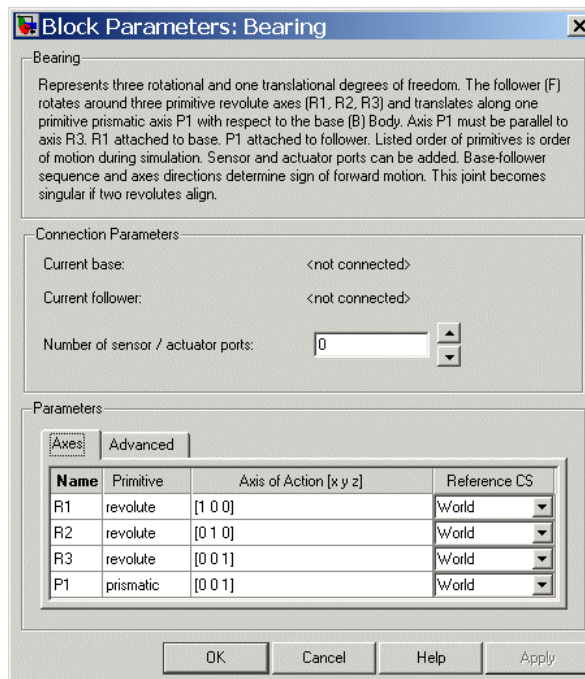 Block Parameters: Bearing
Bearing
Represents three rotational and one translational degrees of freedom. The follower (F)
rotates around three primitive revolute axes (R1, R2, R3) and translates along one
primitive prismatic axis P1 with respect to the base (B) Body. Axis P1 must be parallel to
axis R3. R1 attached to base. P1 attached to follower. Listed order of primitives is order
of motion during simulation. Sensor and actuator ports can be added. Base-follower
sequence and axes directions determine sign of forward motion. This joint becomes
singular if two revolutes align.
Connection Parameters
Current base: <not connected>
Current follower: <not connected>
Number of sensor / actuator ports: 0
Parameters
Axes Advanced
Name Primitive Axis of Action [x y z] Reference CS
R1 revolute [1 0 0] World
R2 revolute [0 1 0] World
R3 revolute [0 0 1] World
P1 prismatic [0 0 1] World
OK Cancel Help Apply